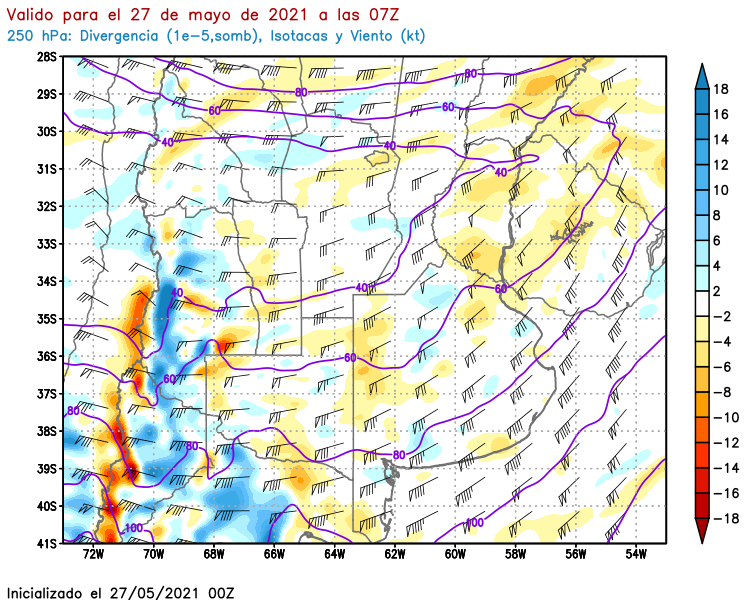 Valido para el 27 de mayo de 2021 a las 07Z
250 hPa: Divergencia (1e-5,somb), Isotacas y Viento (kt)
28S
29S
30S
31S
32S
33S
34S
35S
36S
37S
38S
39S
40S
41S
80
80
60
60
40
40
40
40
40
60
60
60
80
80
80
100
100
72W 70W 68W 66W 64W 62W 60W 58W 56W 54W
18
16
14
12
10
8
6
4
2
-2
-4
-6
-8
-10
-12
-14
-16
-18
Inicializado el 27/05/2021 00Z